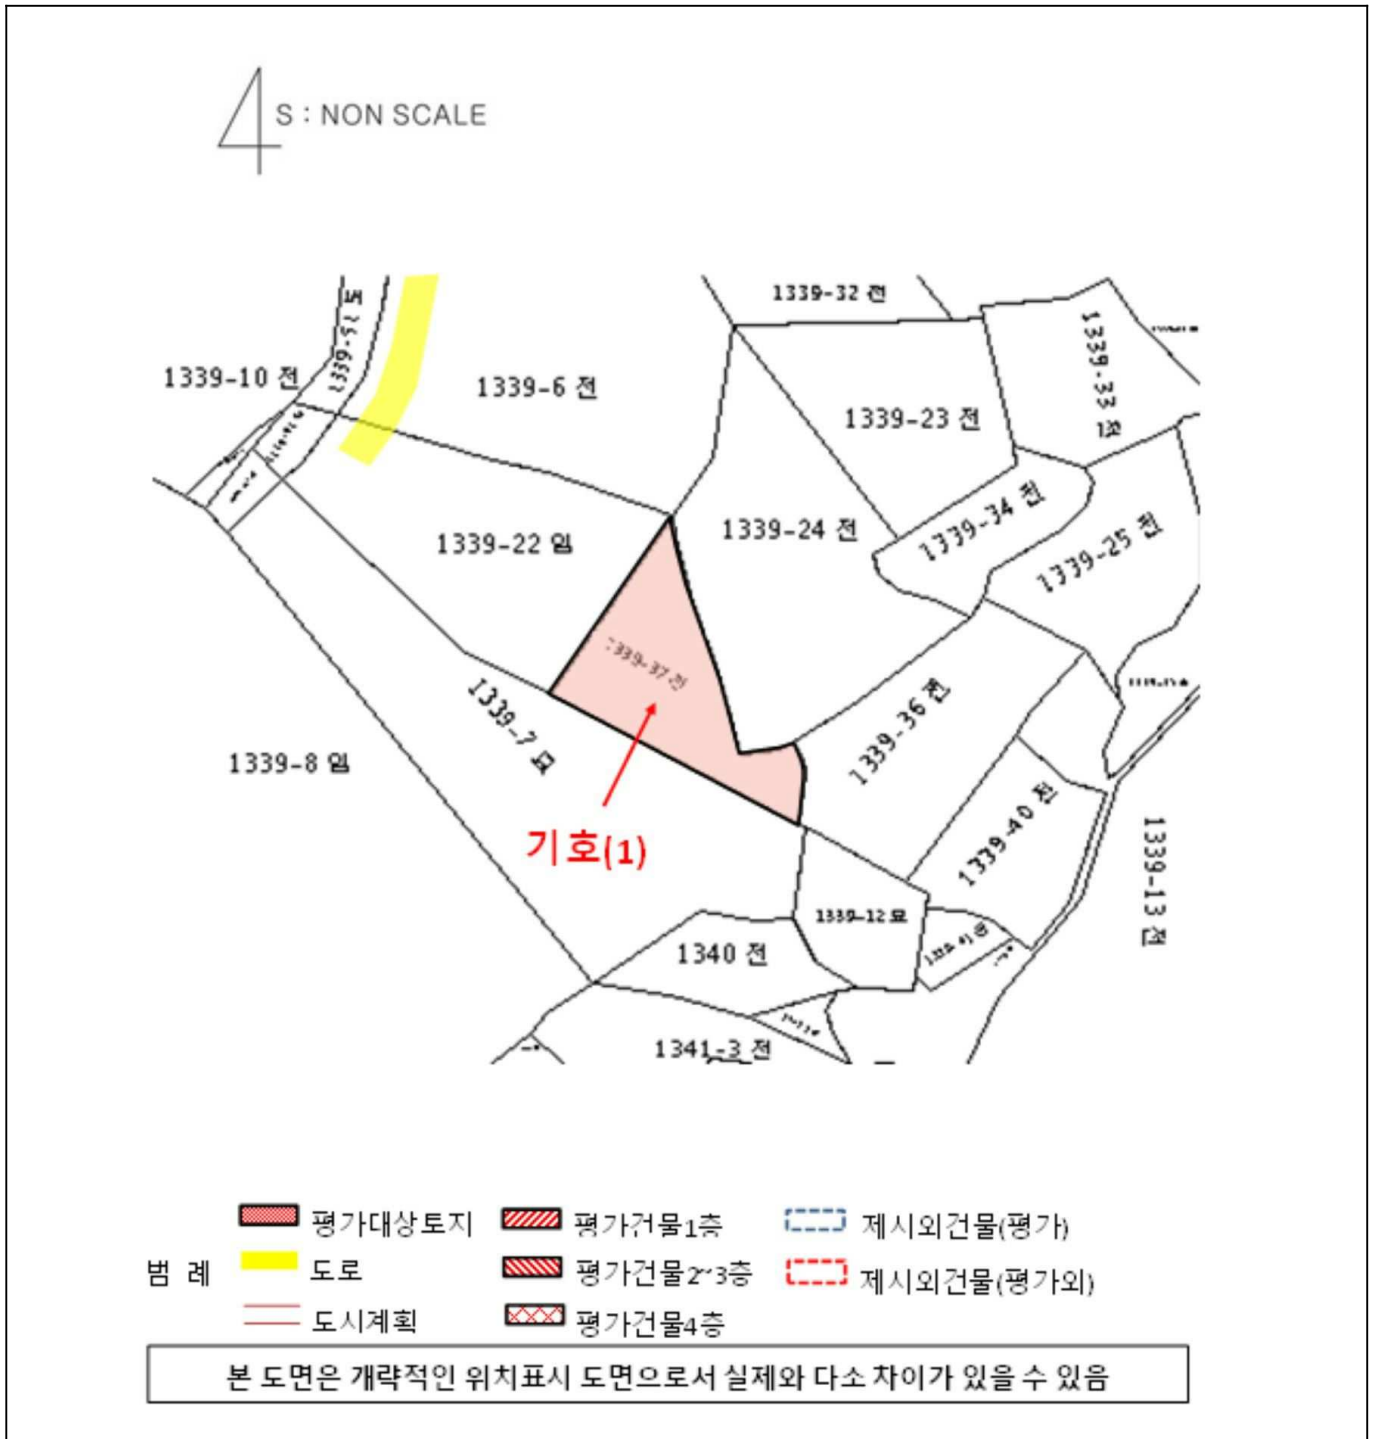 S : NON SCALE
1339-32 전
1339-52 도
1339-33 묘
1339-10 전
1339-6 전
1339-23 전
1339-34 전
1339-24 전
1339-22 임
1339-25 전
1339-37 전
1339-7 묘
1339-36 전
1339-8 임
1339-40 전
기호(1)
1339-13 전
1339-12 묘
1340 전
1341-3 전
평가대상토지
평가건물1층
제시외건물(평가)
범 례
도로
평가건물2~3층
제시외건물(평가외)
도시계획
평가건물4층
본 도면은 개략적인 위치표시 도면으로서 실제와 다소 차이가 있을 수 있음